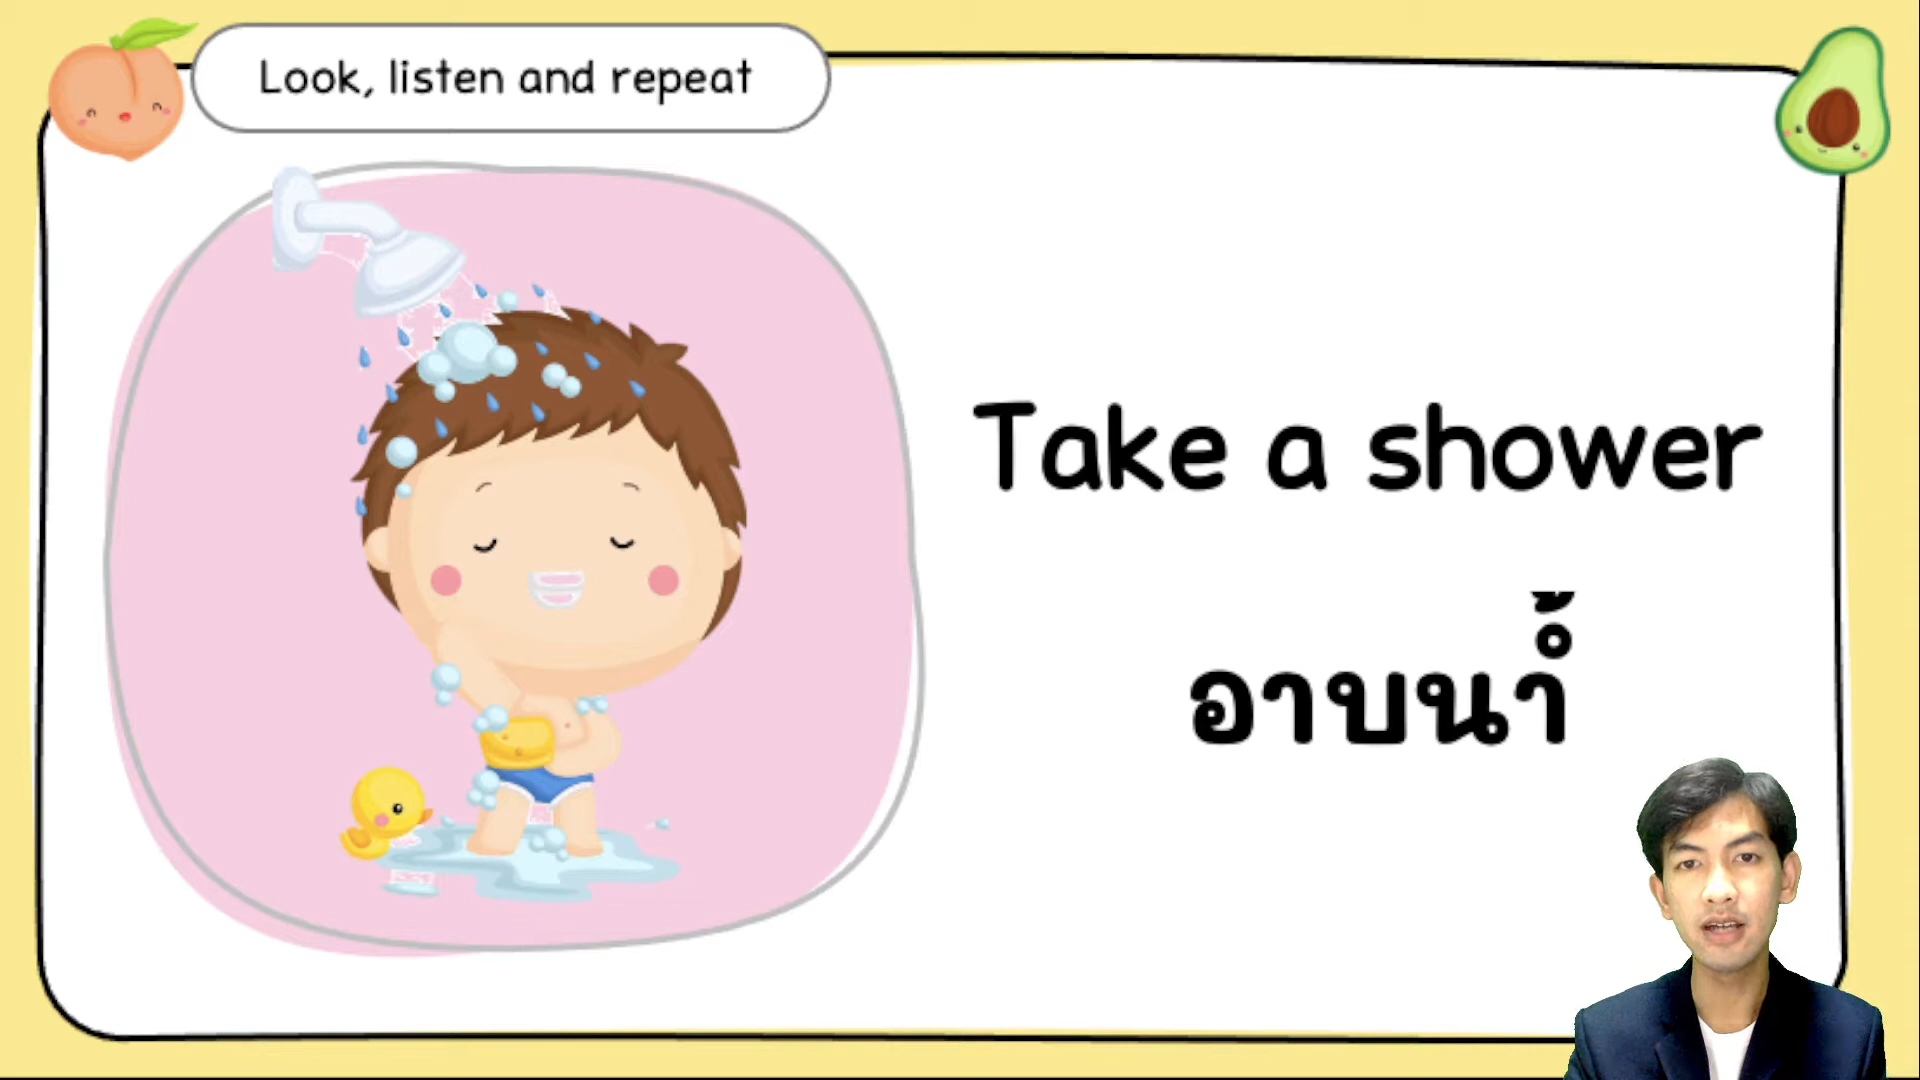 Look, listen and repeat
Take a shower
อาบน้ำ